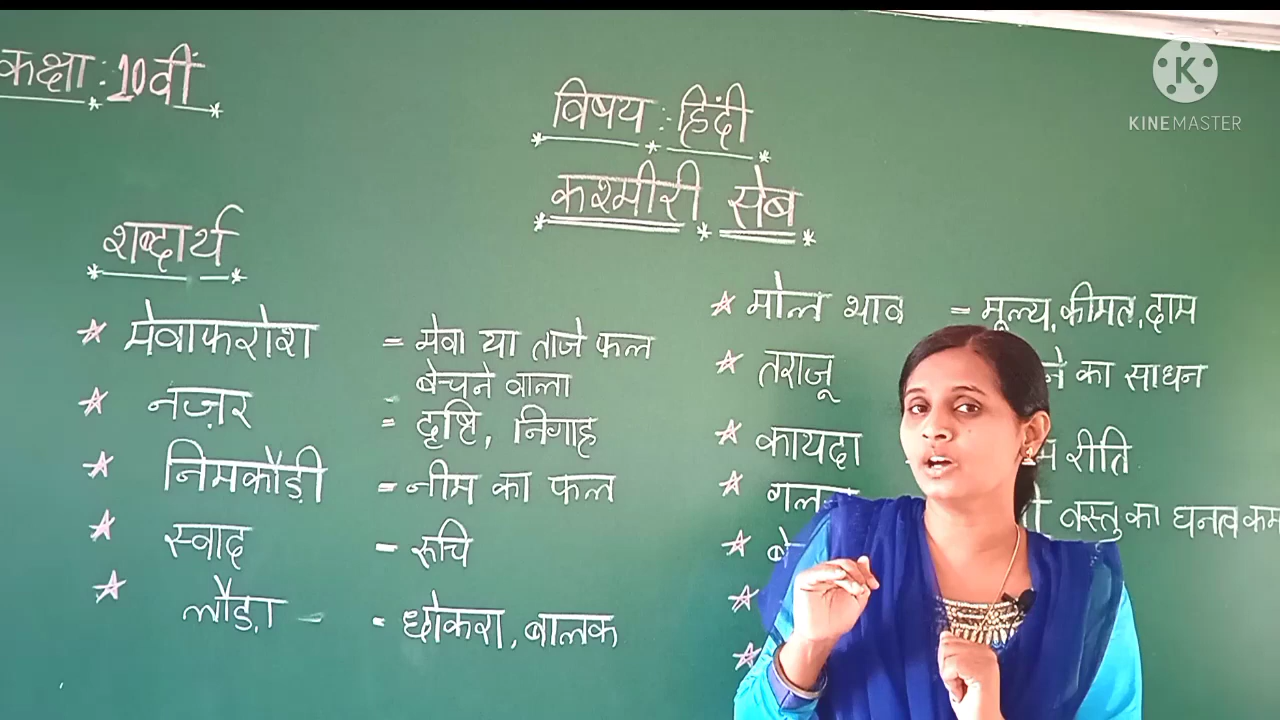 कक्षा : 10वीं
विषय : हिंदी
कश्मीरी सेब
शब्दार्थ
मेवाफरोश = मेवा या ताजे फल
बेचने वाला
नज़र = दृष्टि, निगाह
निमकौड़ी = नीम का फल
स्वाद - रूचि
लौड़ा - छोकरा, बालक
मोल भाव = मूल्य, कीमत, दाम
तराजू का साधन
कायदा रीति
वस्तु का घनत्व कम
KINEMASTER